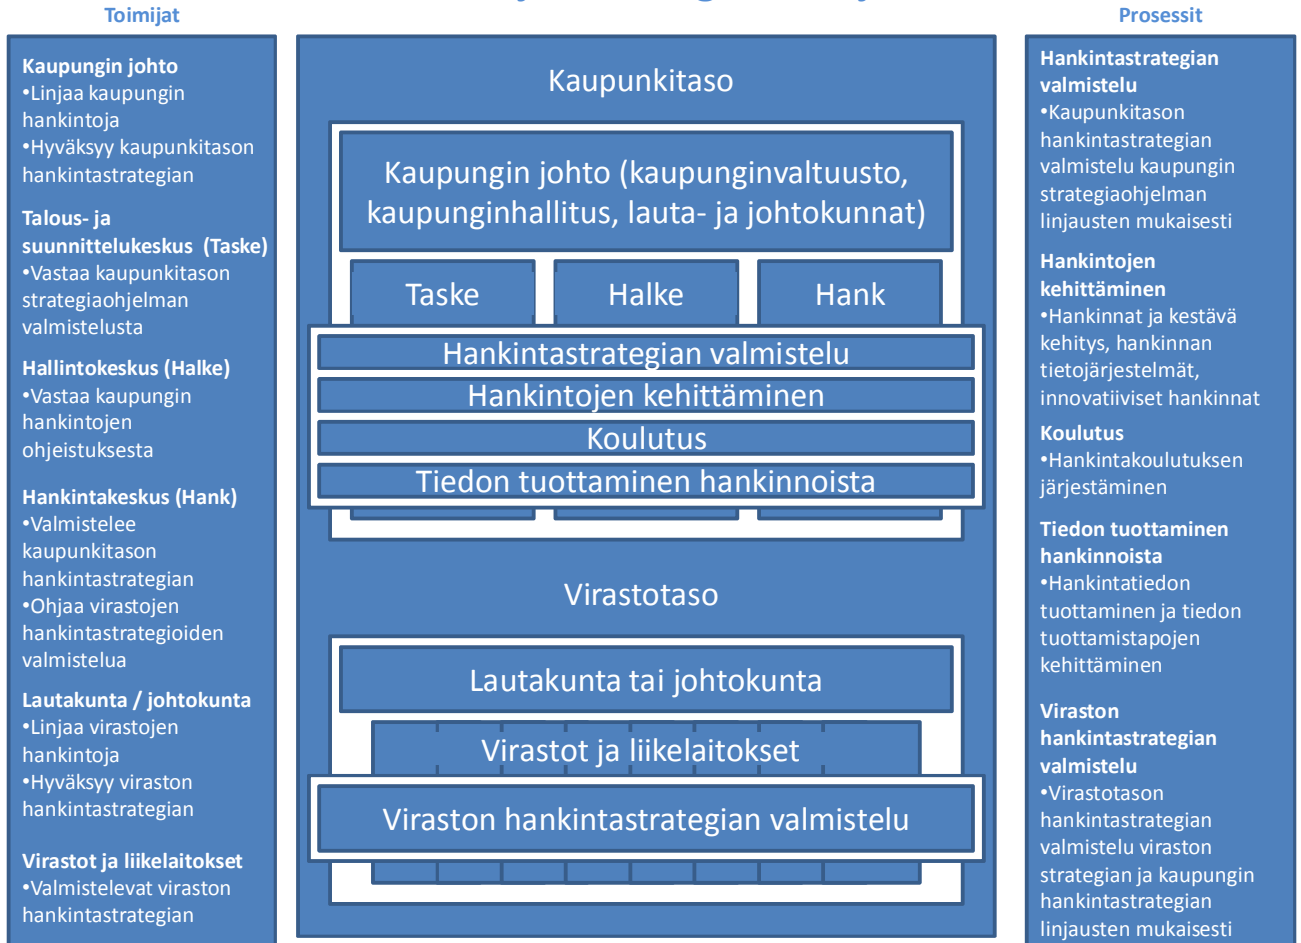 Toimijat
Kaupungin johto
•Linjaa kaupungin
hankintoja
•Hyväksyy kaupunkitason
hankintastrategian
Talous- ja
suunnittelukeskus (Taske)
•Vastaa kaupunkitason
strategiaohjelman
valmistelusta
Hallintokeskus (Halke)
•Vastaa kaupungin
hankintojen
ohjeistuksesta
Hankintakeskus (Hank)
•Valmistelee
kaupunkitason
hankintastrategian
•Ohjaa virastojen
hankintastrategioiden
valmistelua
Lautakunta / johtokunta
•Linjaa virastojen
hankintoja
•Hyväksyy viraston
hankintastrategian
Virastot ja liikelaitokset
•Valmistelevat viraston
hankintastrategian
Kaupunkitaso
Kaupungin johto (kaupunginvaltuusto,
kaupunginhallitus, lauta- ja johtokunnat)
Taske
Halke
Hank
Hankintastrategian valmistelu
Hankintojen kehittäminen
Koulutus
Tiedon tuottaminen hankinnoista
Virastotaso
Lautakunta tai johtokunta
Virastot ja liikelaitokset
Viraston hankintastrategian valmistelu
Prosessit
Hankintastrategian
valmistelu
•Kaupunkitason
hankintastrategian
valmistelu kaupungin
strategiaohjelman
linjausten mukaisesti
Hankintojen
kehittäminen
•Hankinnat ja kestävä
kehitys, hankinnan
tietojärjestelmät,
innovatiiviset hankinnat
Koulutus
•Hankintakoulutuksen
järjestäminen
Tiedon tuottaminen
hankinnoista
•Hankintatiedon
tuottaminen ja tiedon
tuottamistapojen
kehittäminen
Viraston
hankintastrategian
valmistelu
•Virastotason
hankintastrategian
valmistelu viraston
strategian ja kaupungin
hankintastrategian
linjausten mukaisesti